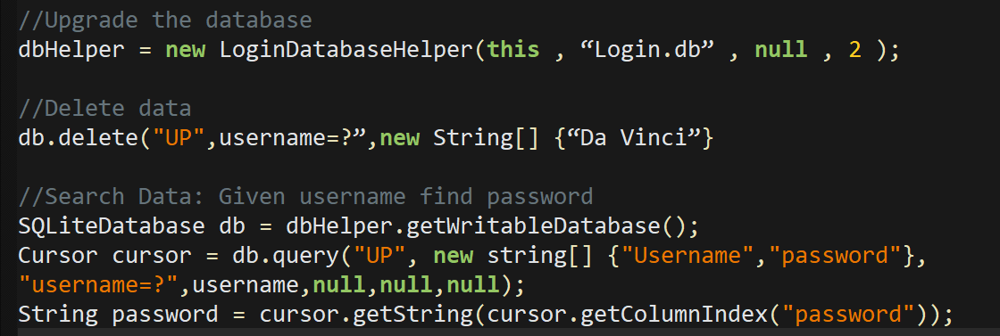 //Upgrade the database
dbHelper = new LoginDatabaseHelper(this , “Login.db” , null , 2 );
//Delete data
db.delete("UP",username=?”,new String[] {“Da Vinci”}
//Search Data: Given username find password
SQLiteDatabase db = dbHelper.getWritableDatabase();
Cursor cursor = db.query("UP", new string[] {"Username","password"},
"username=?",username,null,null,null);
String password = cursor.getString(cursor.getColumnIndex("password"));